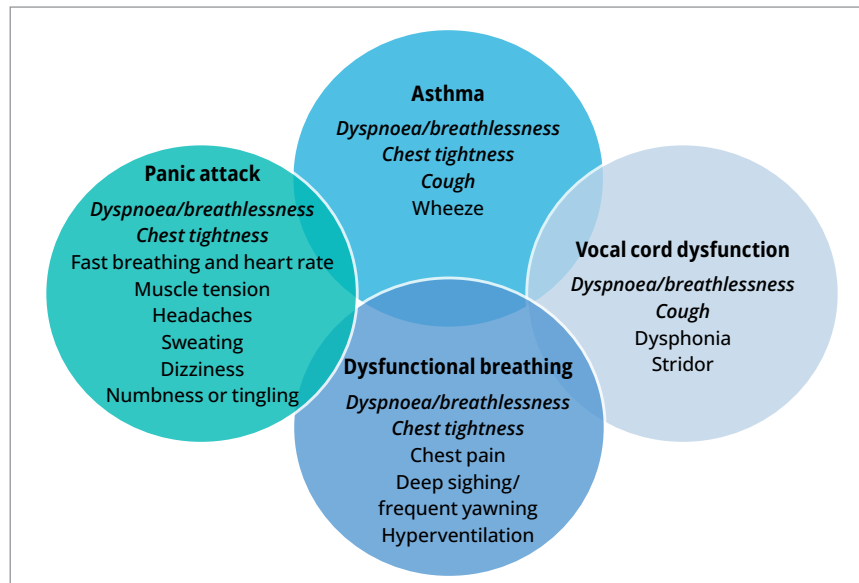 Asthma
Dyspnoea/breathlessness
Chest tightness
Cough
Wheeze
Panic attack
Dyspnoea/breathlessness
Chest tightness
Fast breathing and heart rate
Muscle tension
Headaches
Sweating
Dizziness
Numbness or tingling
Vocal cord dysfunction
Dyspnoea/breathlessness
Cough
Dysphonia
Stridor
Dysfunctional breathing
Dyspnoea/breathlessness
Chest tightness
Chest pain
Deep sighing/
frequent yawning
Hyperventilation